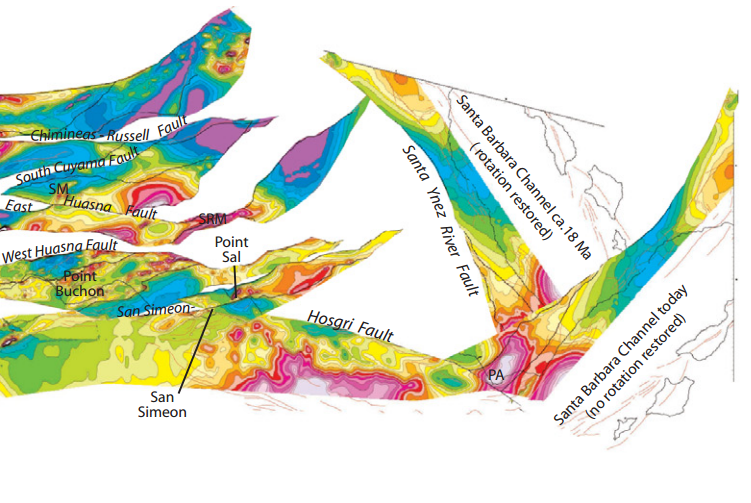 Chimineas - Russell Fault
South Cuyama Fault
SM
East Huasna Fault
SRM
West Huasna Fault
Point
Sal
Point
Buchon
San Simeon-
Hosgri Fault
San
Simeon
Santa Ynez River Fault
Santa Barbara Channel ca.18 Ma
(rotation restored)
PA
Santa Barbara Channel today
(no rotation restored)